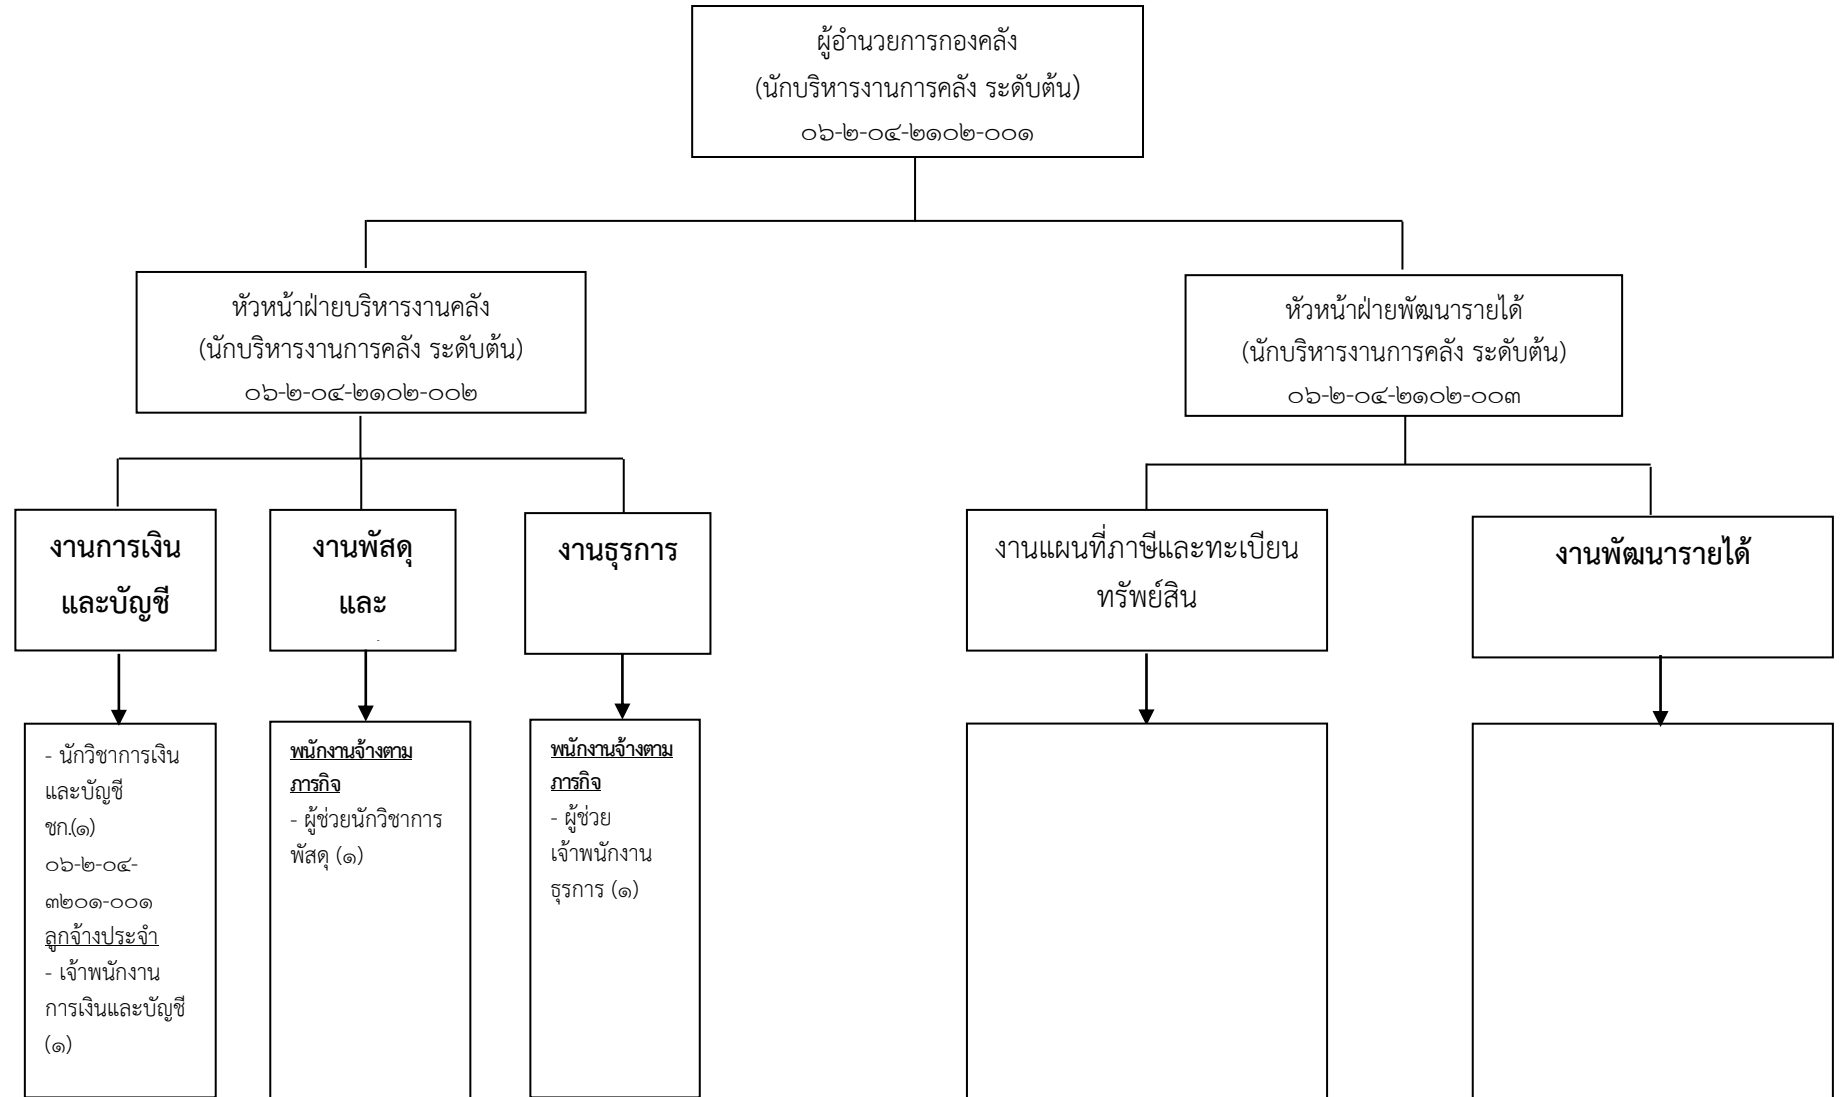 ผู้อำนวยการกองคลัง
(นักบริหารงานการคลัง ระดับต้น)
๐๖-๒-๐๔-๒๑๐๒-๐๐๑
หัวหน้าฝ่ายบริหารงานคลัง
(นักบริหารงานการคลัง ระดับต้น)
๐๖-๒-๐๔-๒๑๐๒-๐๐๒
หัวหน้าฝ่ายพัฒนารายได้
(นักบริหารงานการคลัง ระดับต้น)
๐๖-๒-๐๔-๒๑๐๒-๐๐๓
งานการเงิน
และบัญชี
งานพัสดุ
และ
งานธุรการ
งานแผนที่ภาษีและทะเบียน
ทรัพย์สิน
งานพัฒนารายได้
- นักวิชาการเงิน
และบัญชี
ชก.(๑)
๐๖-๒-๐๔-
๓๒๐๑-๐๐๑
ลูกจ้างประจำ
- เจ้าพนักงาน
การเงินและบัญชี
(๑)
พนักงานจ้างตาม
ภารกิจ
- ผู้ช่วยนักวิชาการ
พัสดุ (๑)
พนักงานจ้างตาม
ภารกิจ
- ผู้ช่วย
เจ้าพนักงาน
ธุรการ (๑)